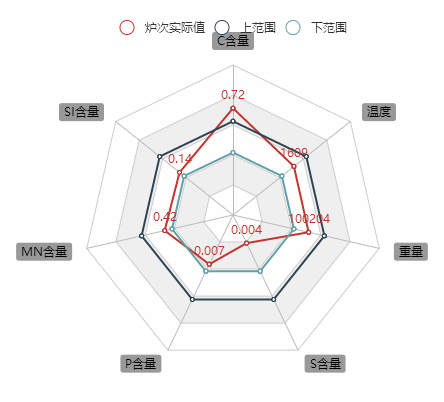 炉次实际值 上范围 下范围
C含量
SI含量
温度
0.72
0.14
1609
0.42
100204
0.004
0.007
MN含量
重量
P含量
S含量